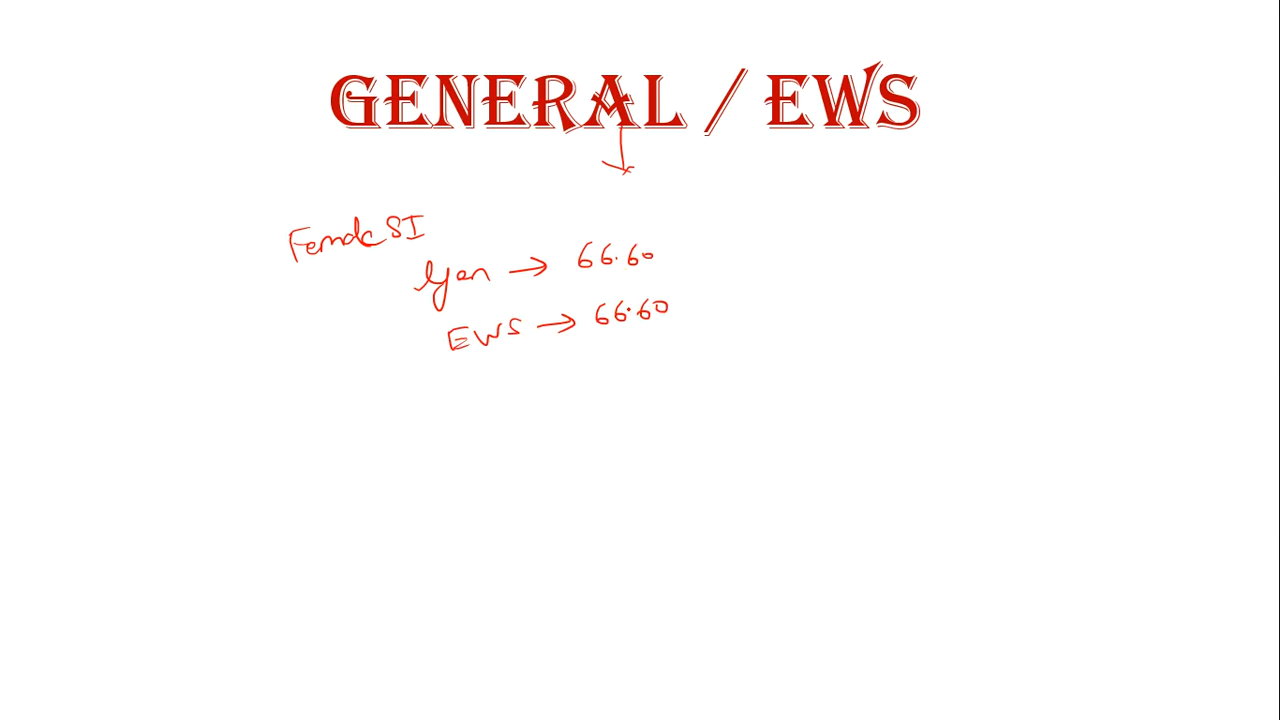 GENERAL / EWS
Female SI
Gen → 66.60
EWS → 66.60